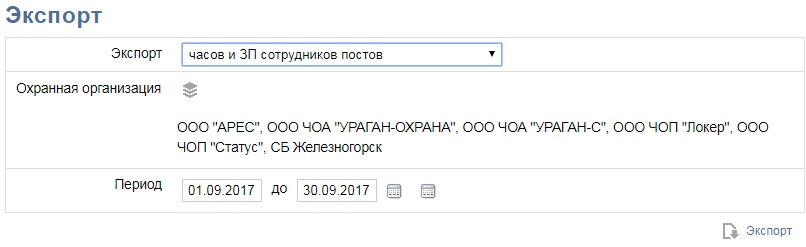 Экспорт
Экспорт часов и ЗП сотрудников постов
Охранная организация
ООО "АРЕС", ООО ЧОА "УРАГАН-ОХРАНА", ООО ЧОА "УРАГАН-С", ООО ЧОП "Локер", ООО
ЧОП "Статус", СБ Железногорск
Период 01.09.2017 до 30.09.2017
Экспорт